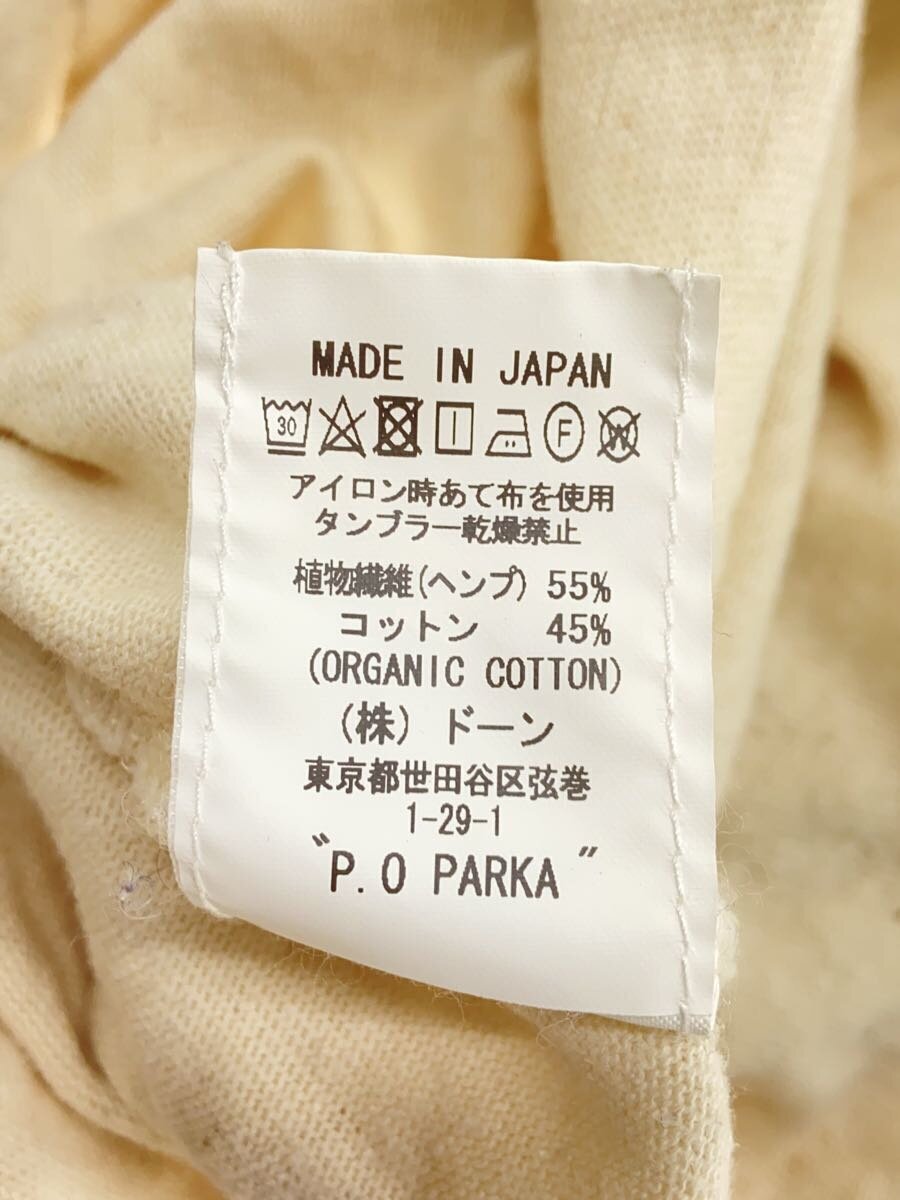 MADE IN JAPAN
30 F W
アイロン時あて布を使用
タンブラー乾燥禁止
植物繊維(ヘンプ) 55%
コットン 45%
(ORGANIC COTTON)
(株) ドーン
東京都世田谷区弦巻
1-29-1
"P.O PARKA"